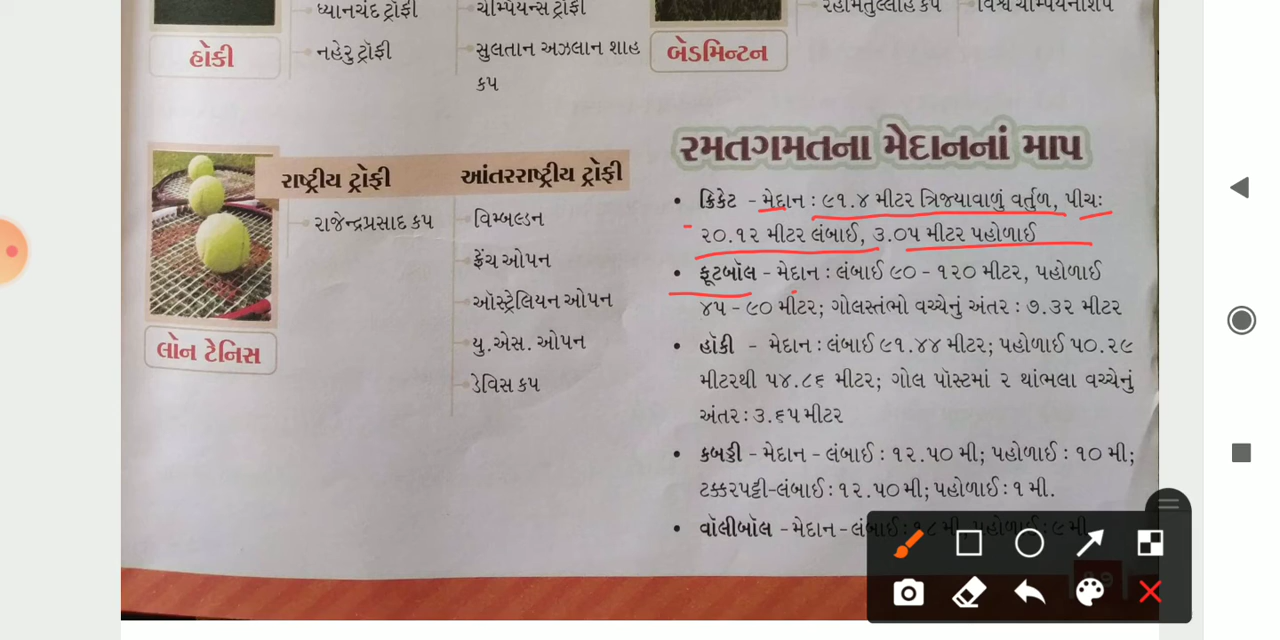 ધ્યાનચંદ ટ્રૉફી
ચેમ્પિયન્સ ટ્રૉફી
રહીમતુલ્લાહ કપ
વિશ્વ ચેમ્પિયનશિપ
હૉકી
નહેરુ ટ્રૉફી
સુલતાન અઝલાન શાહ
કપ
બેડમિન્ટન
રાષ્ટ્રીય ટ્રૉફી
આંતરરાષ્ટ્રીય ટ્રૉફી
રાજેન્દ્રપ્રસાદ કપ
વિમ્બલ્ડન
ફ્રેંચ ઓપન
ઑસ્ટ્રેલિયન ઓપન
યુ.એસ. ઓપન
ડેવિસ કપ
લૉન ટેનિસ
રમતગમતના મેદાનનાં માપ
• ક્રિકેટ – મેદાન : ૯૧.૪ મીટર ત્રિજ્યાવાળું વર્તુળ, પીચઃ
૨૦.૧૨ મીટર લંબાઈ, ૩.૦૫ મીટર પહોળાઈ
• ફૂટબૉલ – મેદાન : લંબાઈ ૯૦ – ૧૨૦ મીટર, પહોળાઈ
૪૫ – ૯૦ મીટર; ગોલસ્તંભો વચ્ચેનું અંતર : ૭.૩૨ મીટર
• હૉકી – મેદાન : લંબાઈ ૯૧.૪૪ મીટર; પહોળાઈ ૫૦.૨૯
મીટરથી ૫૪.૮૬ મીટર; ગોલ પૉસ્ટમાં ૨ થાંભલા વચ્ચેનું
અંતર : ૩.૬૫ મીટર
• કબડ્ડી – મેદાન – લંબાઈ : ૧૨.૫૦ મી; પહોળાઈ : ૧૦ મી;
ટક્કરપટ્ટી–લંબાઈ : ૧૨.૫૦ મી; પહોળાઈ : ૧ મી.
• વૉલીબૉલ – મેદાન – લંબાઈ : ૧૮ મી, પહોળાઈ : ૯ મી